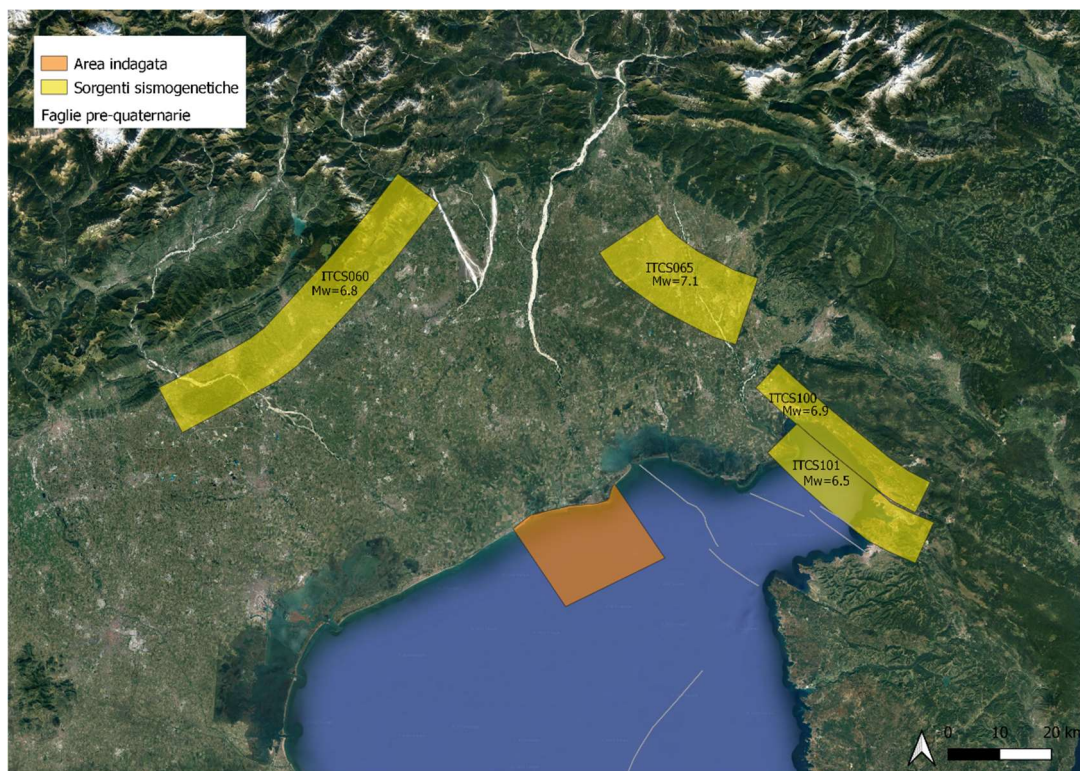 Area indagata
Sorgenti sismogenetiche
Faglie pre-quaternarie
ITCS060
Mw=6.8
ITCS065
Mw=7.1
ITCS100
Mw=6.9
ITCS101
Mw=6.5
0 10 20 km